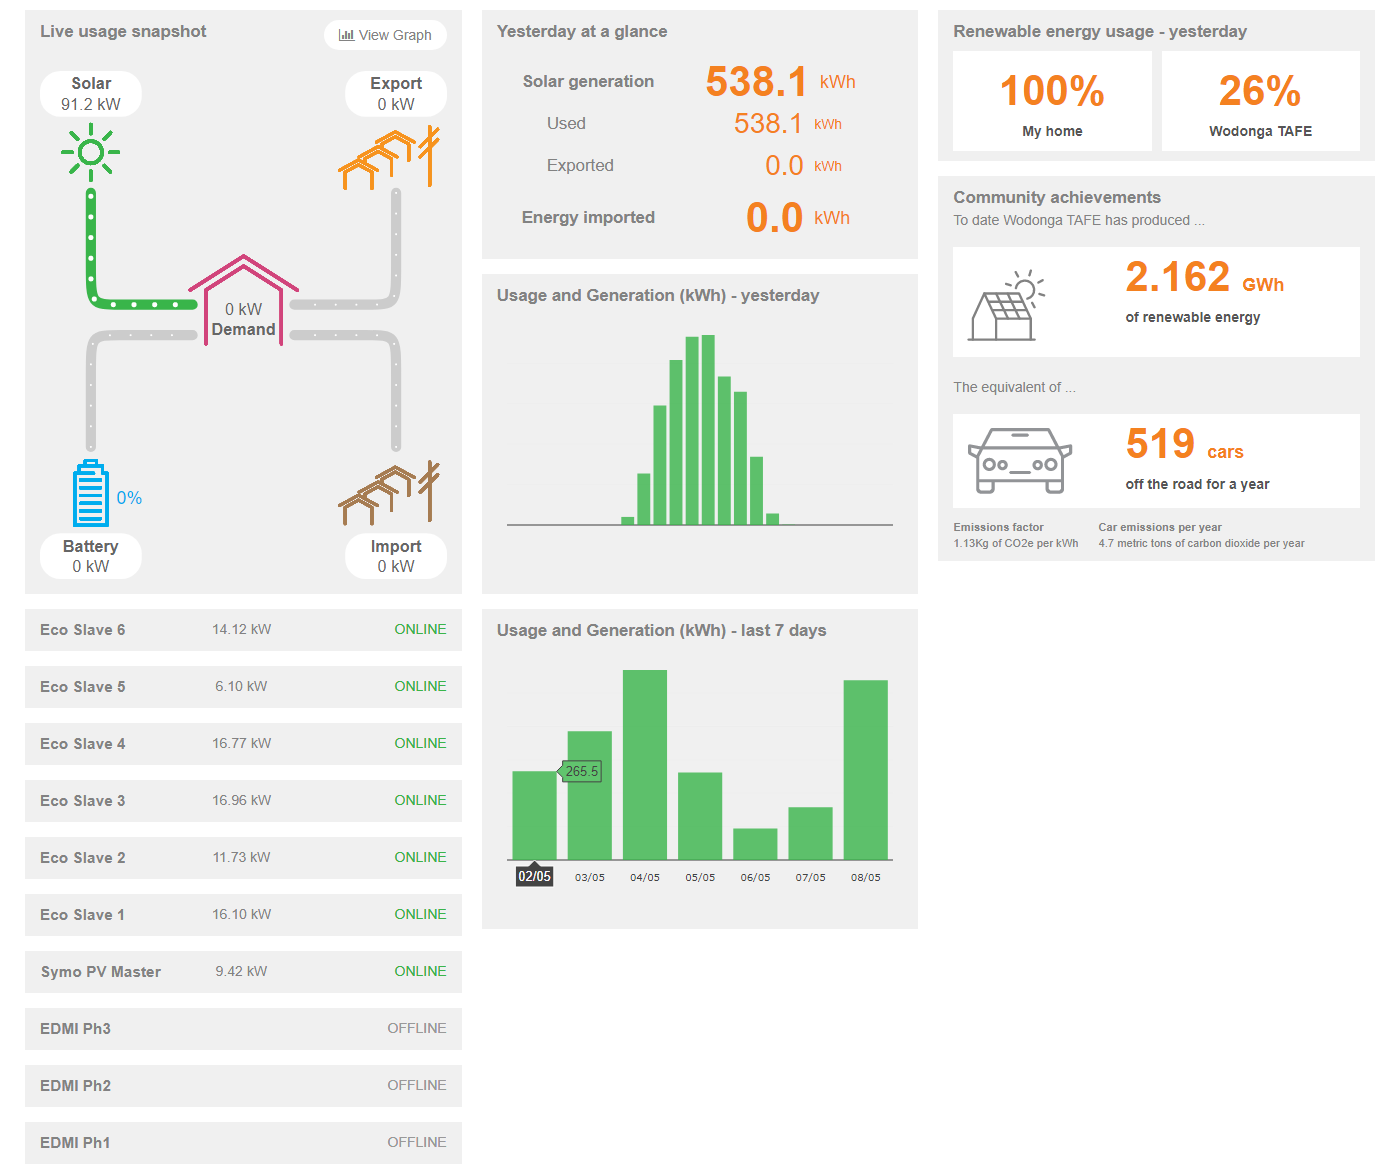 Live usage snapshot
View Graph
Solar
91.2 kW
Export
0 kW
0 kW
Demand
0%
Battery
0 kW
Import
0 kW
Eco Slave 6 14.12 kW ONLINE
Eco Slave 5 6.10 kW ONLINE
Eco Slave 4 16.77 kW ONLINE
Eco Slave 3 16.96 kW ONLINE
Eco Slave 2 11.73 kW ONLINE
Eco Slave 1 16.10 kW ONLINE
Symo PV Master 9.42 kW ONLINE
EDMI Ph3 OFFLINE
EDMI Ph2 OFFLINE
EDMI Ph1 OFFLINE
Yesterday at a glance
Solar generation 538.1 kWh
Used 538.1 kWh
Exported 0.0 kWh
Energy imported 0.0 kWh
Usage and Generation (kWh) - yesterday
Usage and Generation (kWh) - last 7 days
265.5
02/05 03/05 04/05 05/05 06/05 07/05 08/05
Renewable energy usage - yesterday
100%
My home
26%
Wodonga TAFE
Community achievements
To date Wodonga TAFE has produced ...
2.162 GWh
of renewable energy
The equivalent of ...
519 cars
off the road for a year
Emissions factor
1.13Kg of CO2e per kWh
Car emissions per year
4.7 metric tons of carbon dioxide per year